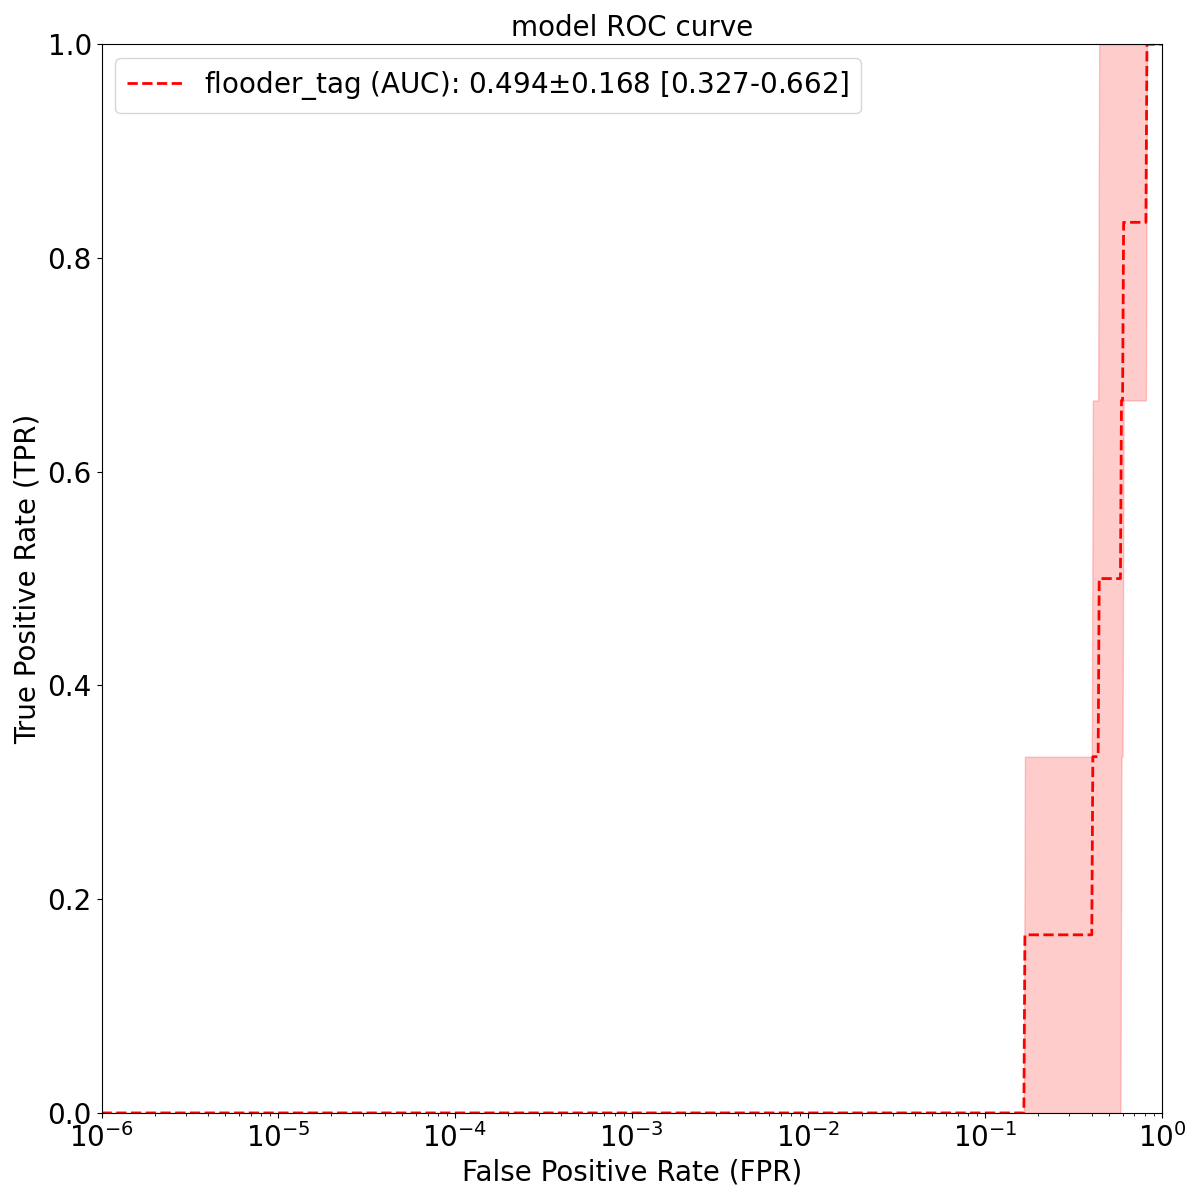 model ROC curve
flooder_tag (AUC): 0.494±0.168 [0.327-0.662]
1.0
0.8
0.6
0.4
0.2
0.0
True Positive Rate (TPR)
10⁻⁶ 10⁻⁵ 10⁻⁴ 10⁻³ 10⁻² 10⁻¹ 10⁰
False Positive Rate (FPR)